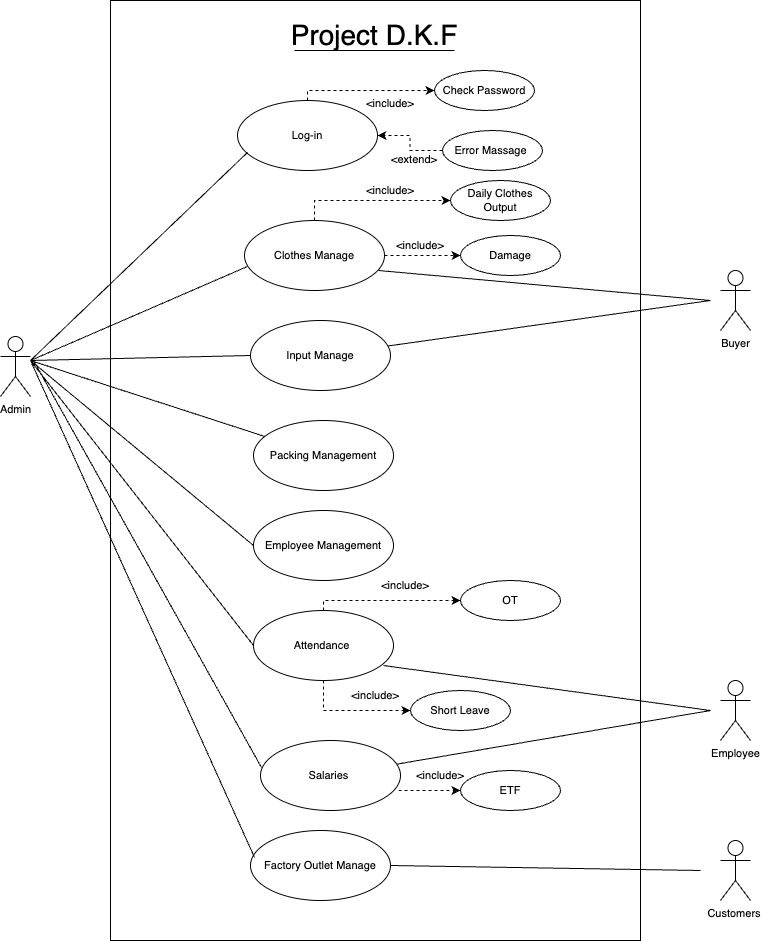 Project D.K.F
Check Password
<include>
Log-in
Error Massage
<extend>
Daily Clothes
Output
<include>
Clothes Manage
<include>
Damage
Buyer
Input Manage
Admin
Packing Management
Employee Management
<include>
OT
Attendance
<include>
Short Leave
Employee
Salaries
<include>
ETF
Factory Outlet Manage
Customers